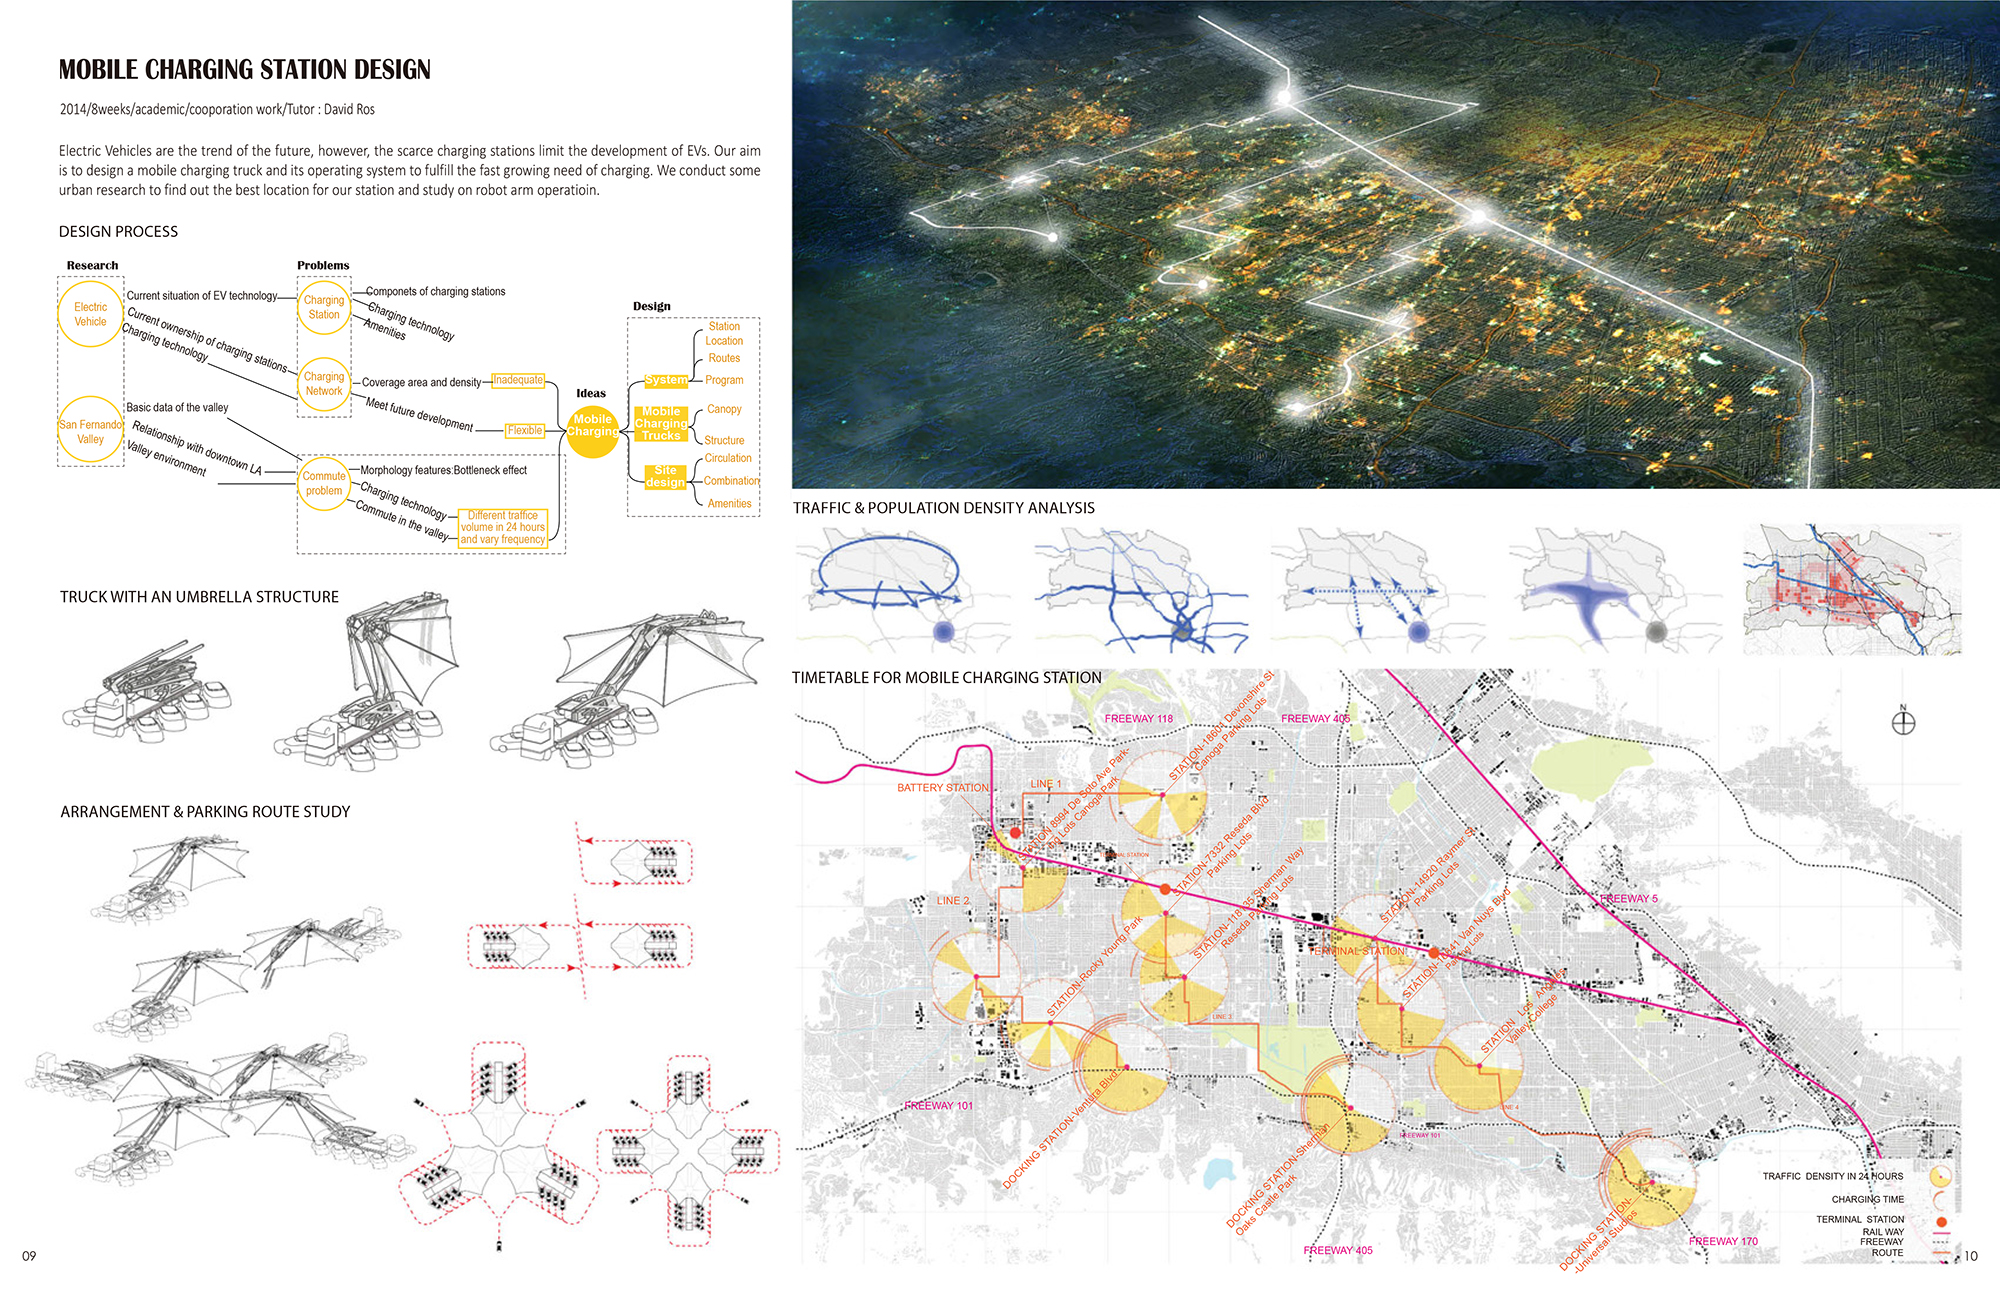 MOBILE CHARGING STATION DESIGN
2014/8weeks/academic/cooporation work/Tutor : David Ros
Electric Vehicles are the trend of the future, however, the scarce charging stations limit the development of EVs. Our aim
is to design a mobile charging truck and its operating system to fulfill the fast growing need of charging. We conduct some
urban research to find out the best location for our station and study on robot arm operatioin.
DESIGN PROCESS
Research
Problems
Ideas
Design
Electric
Vehicle
San Fernando
Valley
Current situation of EV technology
Current ownership of charging stations
Charging technology
Basic data of the valley
Relationship with downtown LA
Valley environment
Charging
Station
Charging
Network
Commute
problem
Componets of charging stations
Charging technology
Amenities
Coverage area and density
Inadequate
Meet future development
Flexible
Morphology features:Bottleneck effect
Charging technology
Commute in the valley
Different traffice
volume in 24 hours
and vary frequency
Mobile
Charging
System
Mobile
Charging
Trucks
Site
design
Station
Location
Routes
Program
Canopy
Structure
Circulation
Combination
Amenities
TRUCK WITH AN UMBRELLA STRUCTURE
ARRANGEMENT & PARKING ROUTE STUDY
09
TRAFFIC & POPULATION DENSITY ANALYSIS
TIMETABLE FOR MOBILE CHARGING STATION
FREEWAY 118
FREEWAY 405
N
BATTERY STATION
LINE 1
STATION 8994 De Soto Ave Park-
ing Lots Canoga Park
STATION-18601 Devonshire St.
Canoga Parking Lots
STATION-7332 Reseda Blvd
Parking Lots
TERMINAL STATION
LINE 2
STATION-Rocky Young Park
Reseda Parking Lots
STATION-14920 Raymer St.
Parking Lots
TERMINAL STATION
Van Nuys Blvd
Parking Lots
STATION Los Angeles
Valley College
FREEWAY 5
LINE 3
LINE 4
FREEWAY 101
FREEWAY 101
DOCKING STATION-Ventura Blvd.
DOCKING STATION-Sherman
Oaks Castle Park
DOCKING STATION-
-Universal Studios
FREEWAY 405
FREEWAY 170
TRAFFIC DENSITY IN 24 HOURS
CHARGING TIME
TERMINAL STATION
RAIL WAY
FREEWAY
ROUTE
10